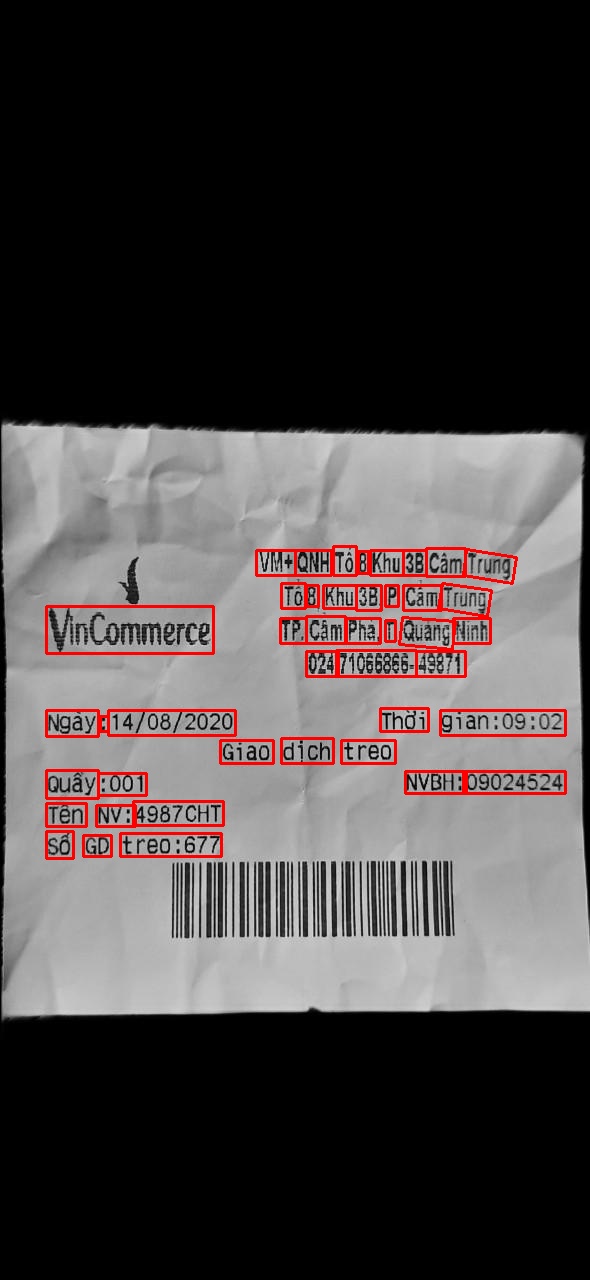 VM+ QNH Tổ 8 Khu 3B Cẩm Trung
Tổ 8 Khu 3B P. Cẩm Trung
VinCommerce
TP. Cẩm Phả, T. Quảng Ninh
024 71066866- 49871
Ngày:14/08/2020 Thời gian:09:02
Giao dịch treo
Quầy:001 NVBH:09024524
Tên NV:4987CHT
Số GD treo:677